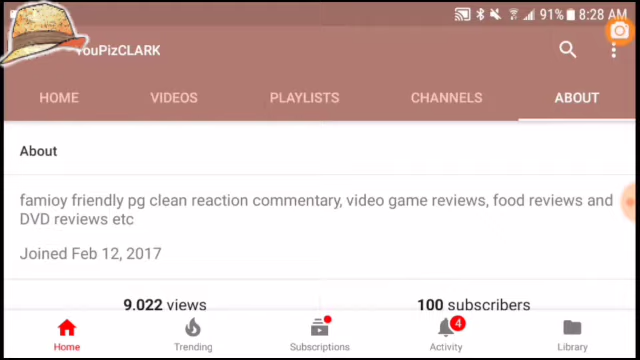 91% 8:28 AM
YouPizCLARK
HOME VIDEOS PLAYLISTS CHANNELS ABOUT
About
famioy friendly pg clean reaction commentary, video game reviews, food reviews and
DVD reviews etc
Joined Feb 12, 2017
9.022 views 100 subscribers
4
Home Trending Subscriptions Activity Library